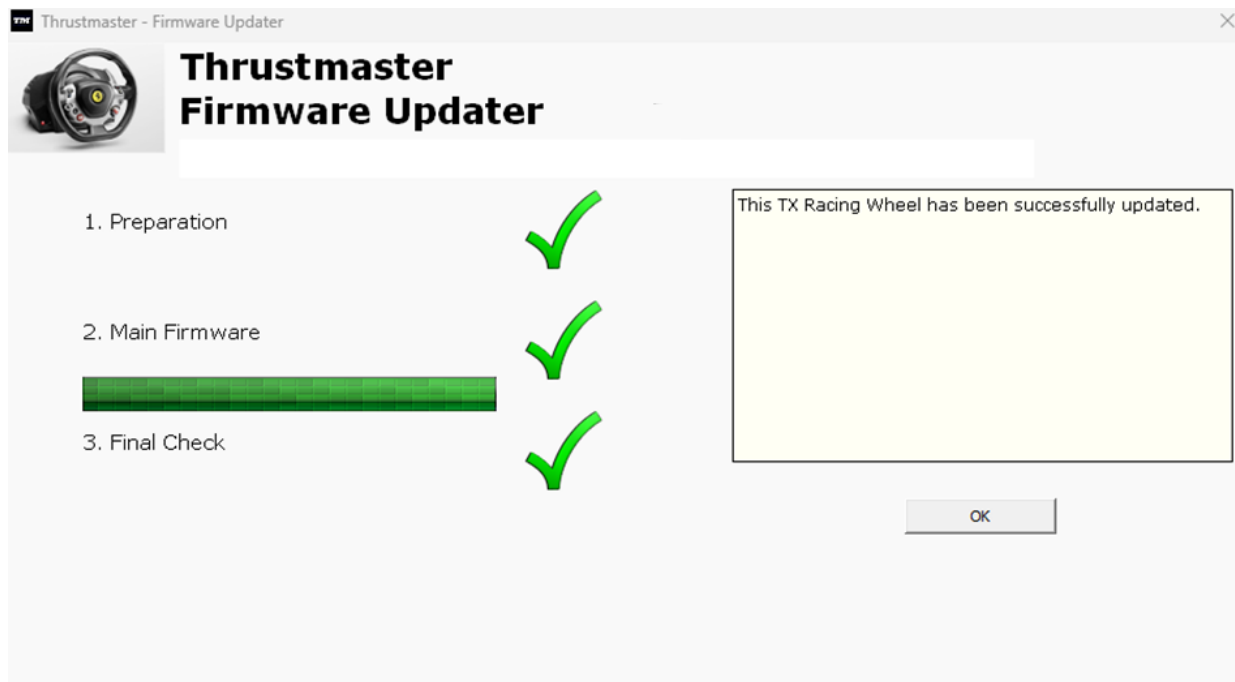 TM Thrustmaster - Firmware Updater
Thrustmaster
Firmware Updater
1. Preparation
2. Main Firmware
3. Final Check
This TX Racing Wheel has been successfully updated.
OK